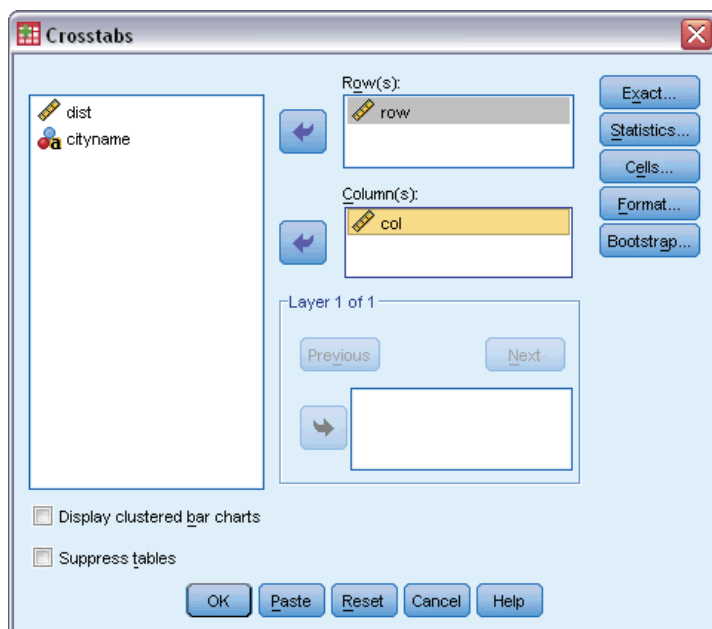 Crosstabs
dist
cityname
Row(s):
row
Column(s):
col
Layer 1 of 1
Previous
Next
Exact...
Statistics...
Cells...
Format...
Bootstrap...
Display clustered bar charts
Suppress tables
OK
Paste
Reset
Cancel
Help